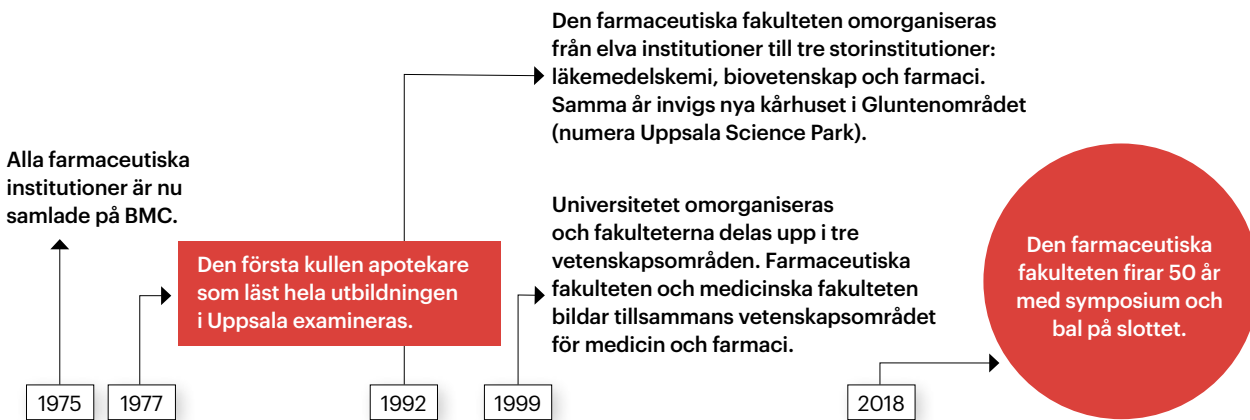 Den farmaceutiska fakulteten omorganiseras
från elva institutioner till tre storinstitutioner:
läkemedelskemi, biovetenskap och farmaci.
Samma år invigs nya kårhuset i Gluntenområdet
(numera Uppsala Science Park).
Alla farmaceutiska
institutioner är nu
samlade på BMC.
Den första kullen apotekare
som läst hela utbildningen
i Uppsala examineras.
Universitetet omorganiseras
och fakulteterna delas upp i tre
vetenskapsområden. Farmaceutiska
fakulteten och medicinska fakulteten
bildar tillsammans vetenskapsområdet
för medicin och farmaci.
Den farmaceutiska
fakulteten firar 50 år
med symposium och
bal på slottet.
1975
1977
1992
1999
2018